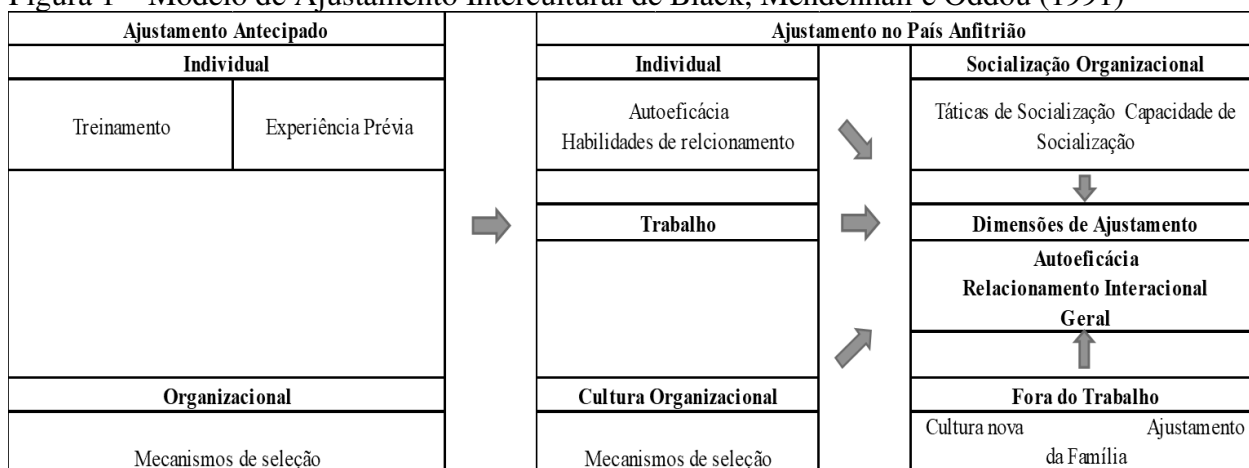 Figura 1 – Modelo de Ajustamento Intercultural de Black, Mendenhall e Oddou (1991)
Ajustamento Antecipado
Ajustamento no País Anfitrião
Individual
Individual
Socialização Organizacional
Treinamento
Experiência Prévia
Autoeficácia
Habilidades de relcionamento
Táticas de Socialização Capacidade de
Socialização
Trabalho
Dimensões de Ajustamento
Autoeficácia
Relacionamento Interacional
Geral
Organizacional
Cultura Organizacional
Fora do Trabalho
Mecanismos de seleção
Mecanismos de seleção
Cultura nova Ajustamento
da Família